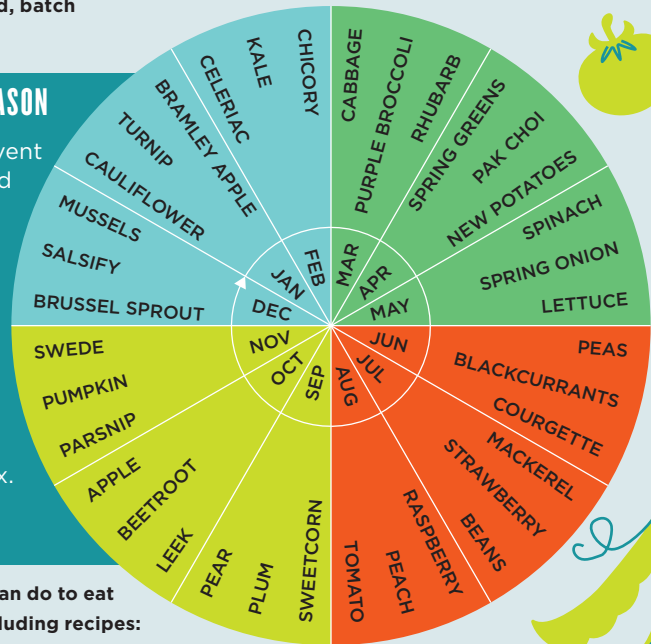 d, batch
ASON
vent
d
x.
an do to eat
luding recipes:
CABBAGE
PURPLE BROCCOLI
RHUBARB
SPRING GREENS
PAK CHOI
NEW POTATOES
SPINACH
SPRING ONION
LETTUCE
PEAS
BLACKCURRANTS
COURGETTE
MACKEREL
STRAWBERRY
BEANS
RASPBERRY
PEACH
TOMATO
SWEETCORN
PLUM
PEAR
LEEK
BEETROOT
APPLE
PARSNIP
PUMPKIN
SWEDE
BRUSSEL SPROUT
SALSIFY
MUSSELS
CAULIFLOWER
TURNIP
BRAMLEY APPLE
CELERIAC
KALE
CHICORY
MAR
APR
MAY
JUN
JUL
AUG
SEP
OCT
NOV
DEC
JAN
FEB